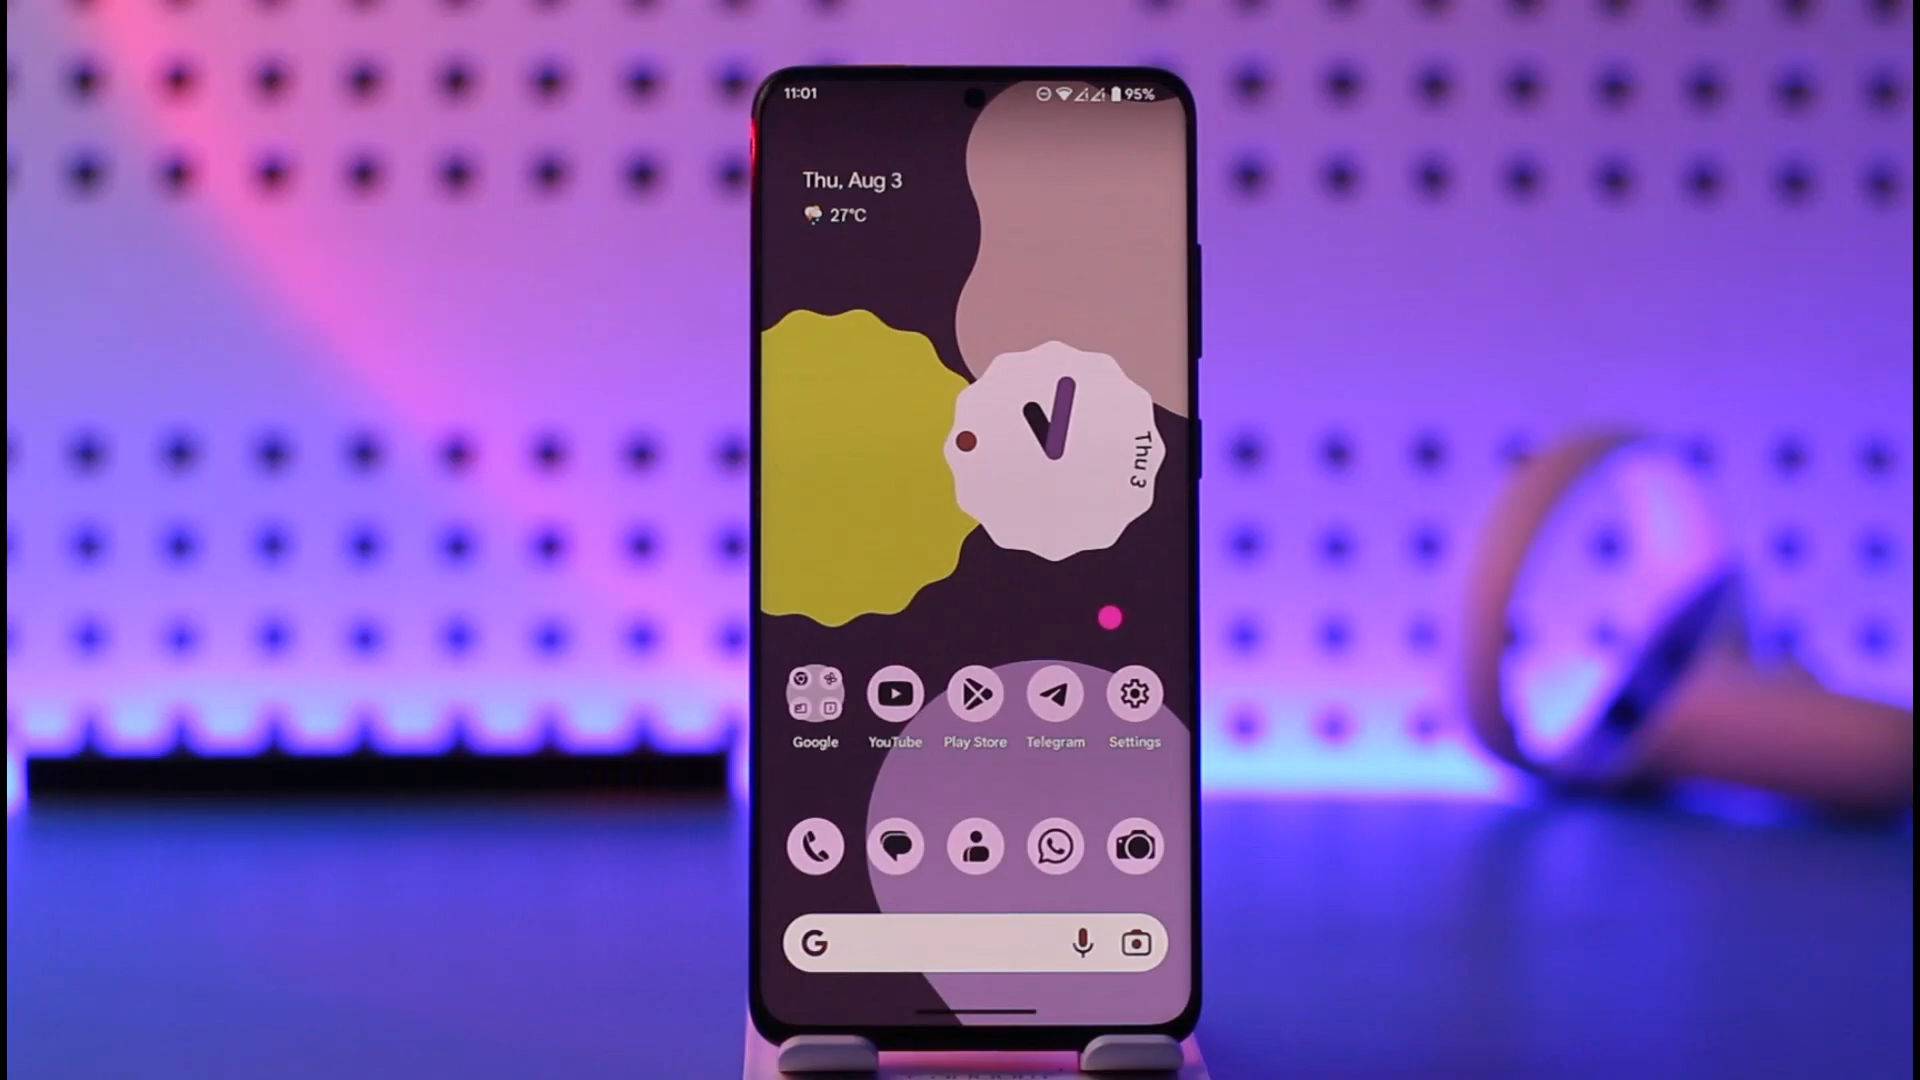 11:01
95%
Thu, Aug 3
27°C
Thu 3
Google
YouTube
Play Store
Telegram
Settings
G